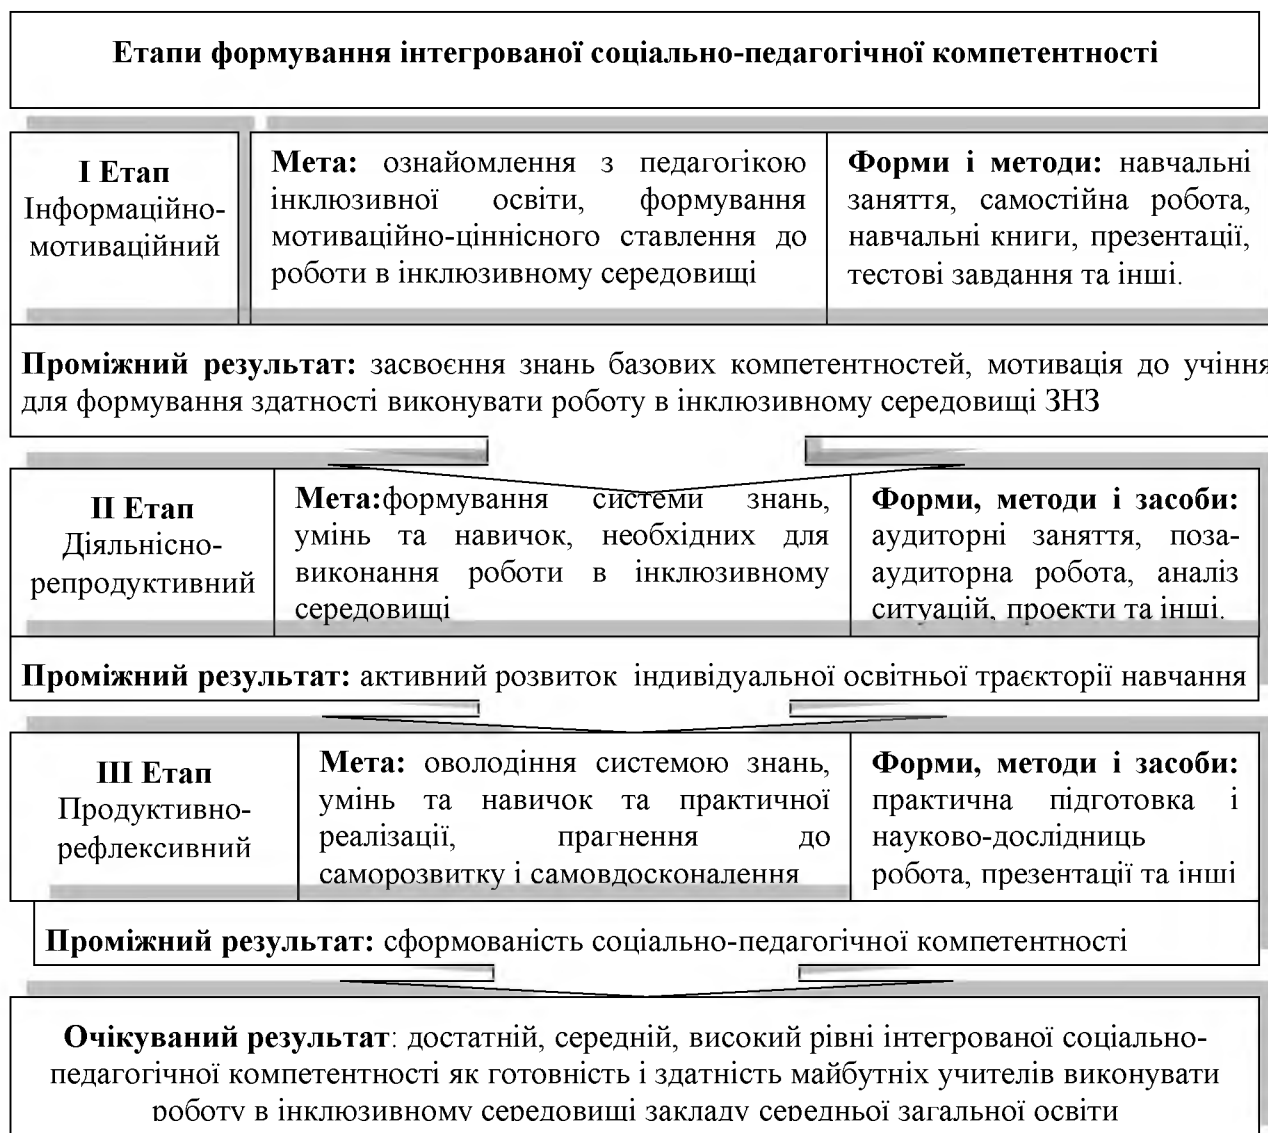 Етапи формування інтегрованої соціально-педагогічної компетентності
І Етап
Інформаційно-
мотиваційний
Мета: ознайомлення з педагогікою
інклюзивної освіти, формування
мотиваційно-ціннісного ставлення до
роботи в інклюзивному середовищі
Форми і методи: навчальні
заняття, самостійна робота,
навчальні книги, презентації,
тестові завдання та інші.
Проміжний результат: засвоєння знань базових компетентностей, мотивація до учіння
для формування здатності виконувати роботу в інклюзивному середовищі ЗНЗ
ІІ Етап
Діяльнісно-
репродуктивний
Мета:формування системи знань,
умінь та навичок, необхідних для
виконання роботи в інклюзивному
середовищі
Форми, методи і засоби:
аудиторні заняття, поза-
аудиторна робота, аналіз
ситуацій, проекти та інші.
Проміжний результат: активний розвиток індивідуальної освітньої траєкторії навчання
ІІІ Етап
Продуктивно-
рефлексивний
Мета: оволодіння системою знань,
умінь та навичок та практичної
реалізації, прагнення до
саморозвитку і самовдосконалення
Форми, методи і засоби:
практична підготовка і
науково-дослідниць
робота, презентації та інші
Проміжний результат: сформованість соціально-педагогічної компетентності
Очікуваний результат: достатній, середній, високий рівні інтегрованої соціально-
педагогічної компетентності як готовність і здатність майбутніх учителів виконувати
роботу в інклюзивному середовищі закладу середньої загальної освіти